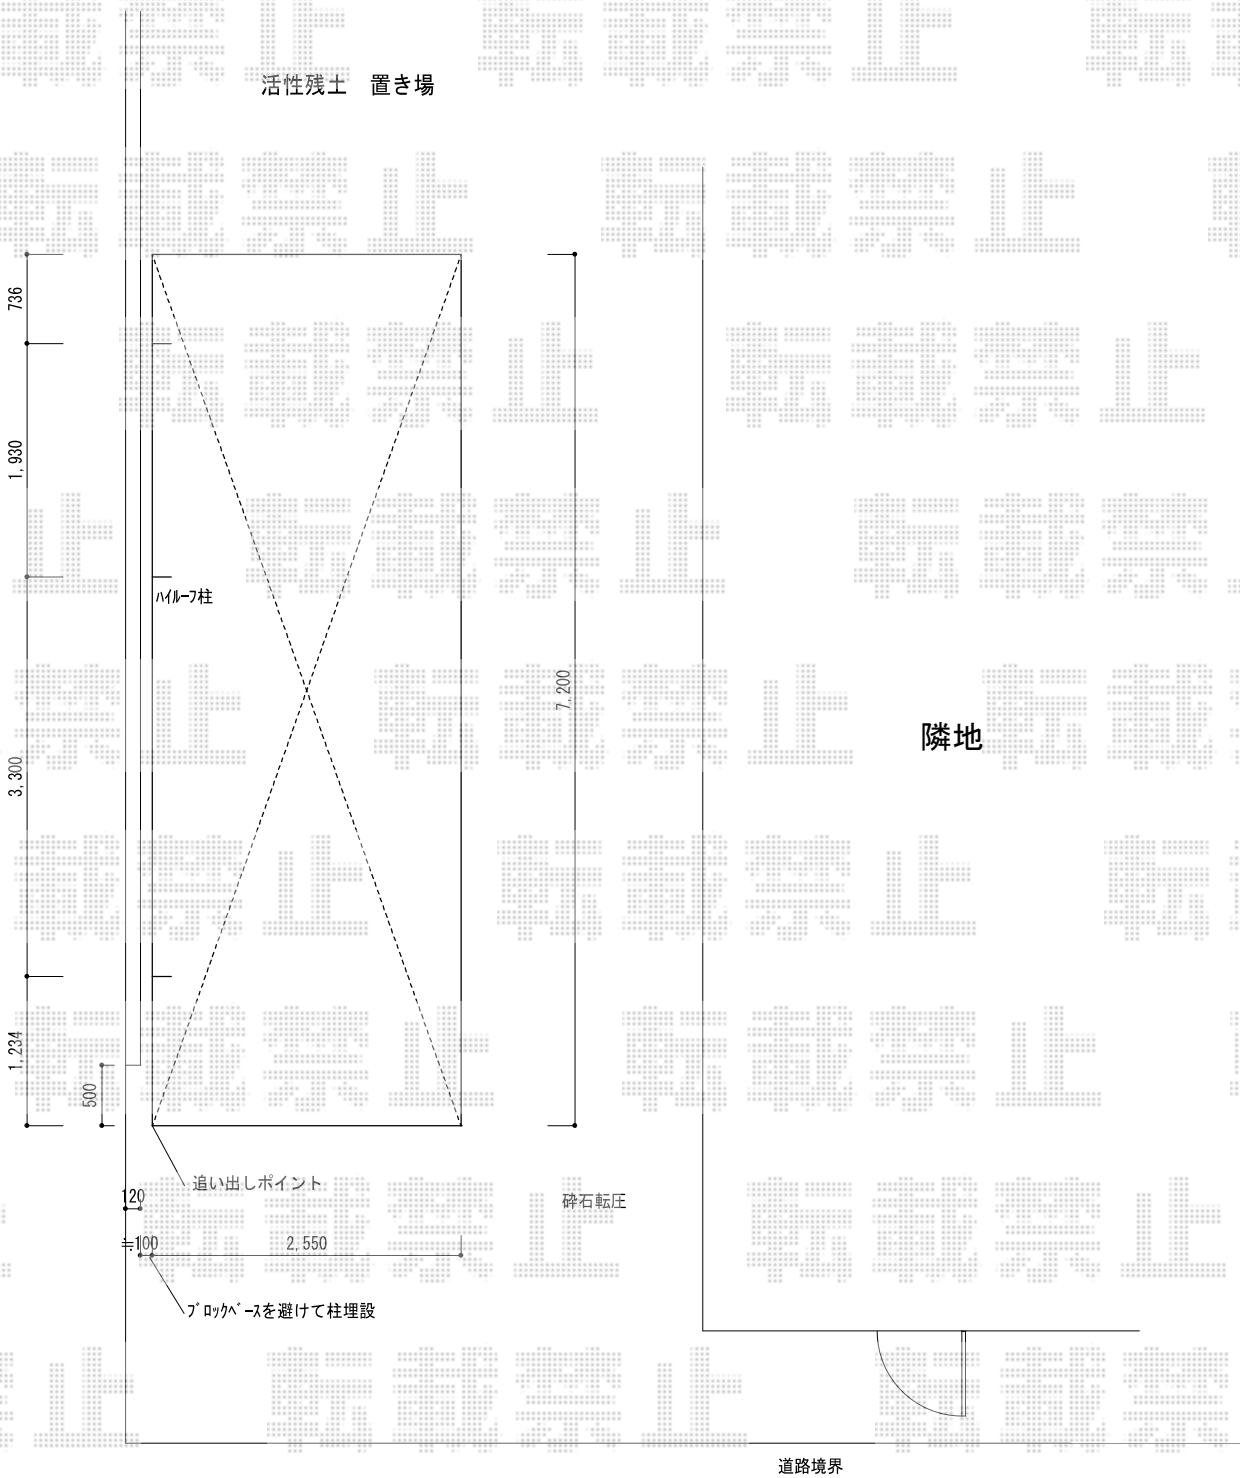 活性残土　置き場
736
1,930
ﾊｲﾙｰﾌ柱
7,200
隣地
3,300
1,234
500
追い出しポイント
120
砕石転圧
≒100
2,550
ﾌﾞﾛｯｸﾍﾞｰｽを避けて柱埋設
道路境界
転載禁止